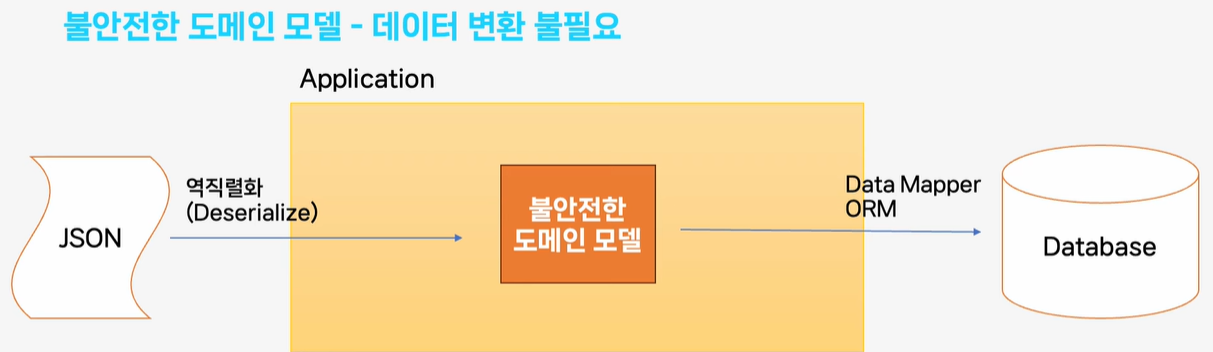 불안전한 도메인 모델 - 데이터 변환 불필요
Application
역직렬화
(Deserialize)
JSON
불안전한
도메인 모델
Data Mapper
ORM
Database